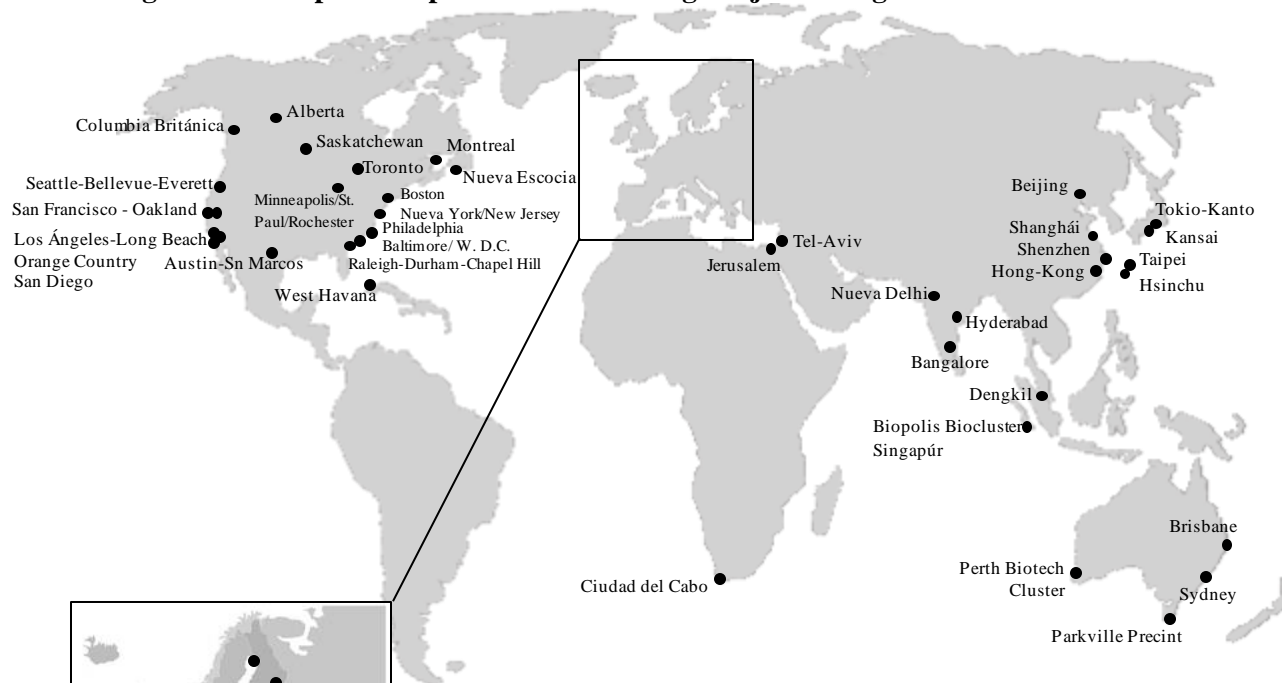 Alberta
Columbia Británica
Saskatchewan
Montreal
Toronto
Nueva Escocia
Seattle-Bellevue-Everett
Minneapolis/St.
Paul/Rochester
Boston
San Francisco - Oakland
Nueva York/New Jersey
Philadelphia
Los Ángeles-Long Beach
Orange Country
San Diego
Baltimore/ W. D.C.
Austin-Sn Marcos
Raleigh-Durham-Chapel Hill
West Havana
Tel-Aviv
Jerusalem
Beijing
Tokio-Kanto
Kansai
Shanghái
Shenzhen
Hong-Kong
Taipei
Hsinchu
Nueva Delhi
Hyderabad
Bangalore
Dengkil
Biopolis Biocluster
Singapúr
Ciudad del Cabo
Brisbane
Perth Biotech
Cluster
Sydney
Parkville Precint